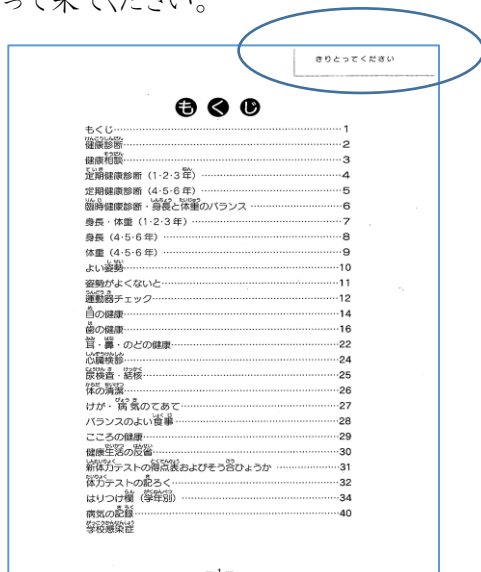 って来てください。
きりとってください
もくじ
もくじ……………………………1
健康診断……………………………2
健康相談……………………………3
定期健康診断(1・2・3年)……………………………4
定期健康診断(4・5・6年)……………………………5
臨時健康診断・身長と体重のバランス……………………………6
身長・体重(1・2・3年)……………………………7
身長(4・5・6年)……………………………8
体重(4・5・6年)……………………………9
よい姿勢……………………………10
姿勢がよくないと……………………………11
運動器チェック……………………………12
目の健康……………………………14
歯の健康……………………………16
耳・鼻・のどの健康……………………………22
心臓検診……………………………24
尿検査・結核……………………………25
体の清潔……………………………26
けが・病気のてあて……………………………27
バランスのよい食事……………………………28
こころの健康……………………………29
健康生活の反省……………………………30
新体力テストの得点表およびそう合ひょうか……………………………31
体力テストの記ろく……………………………32
はりつけ欄(学年別)……………………………34
病気の記録……………………………40
学校感染症
－1－